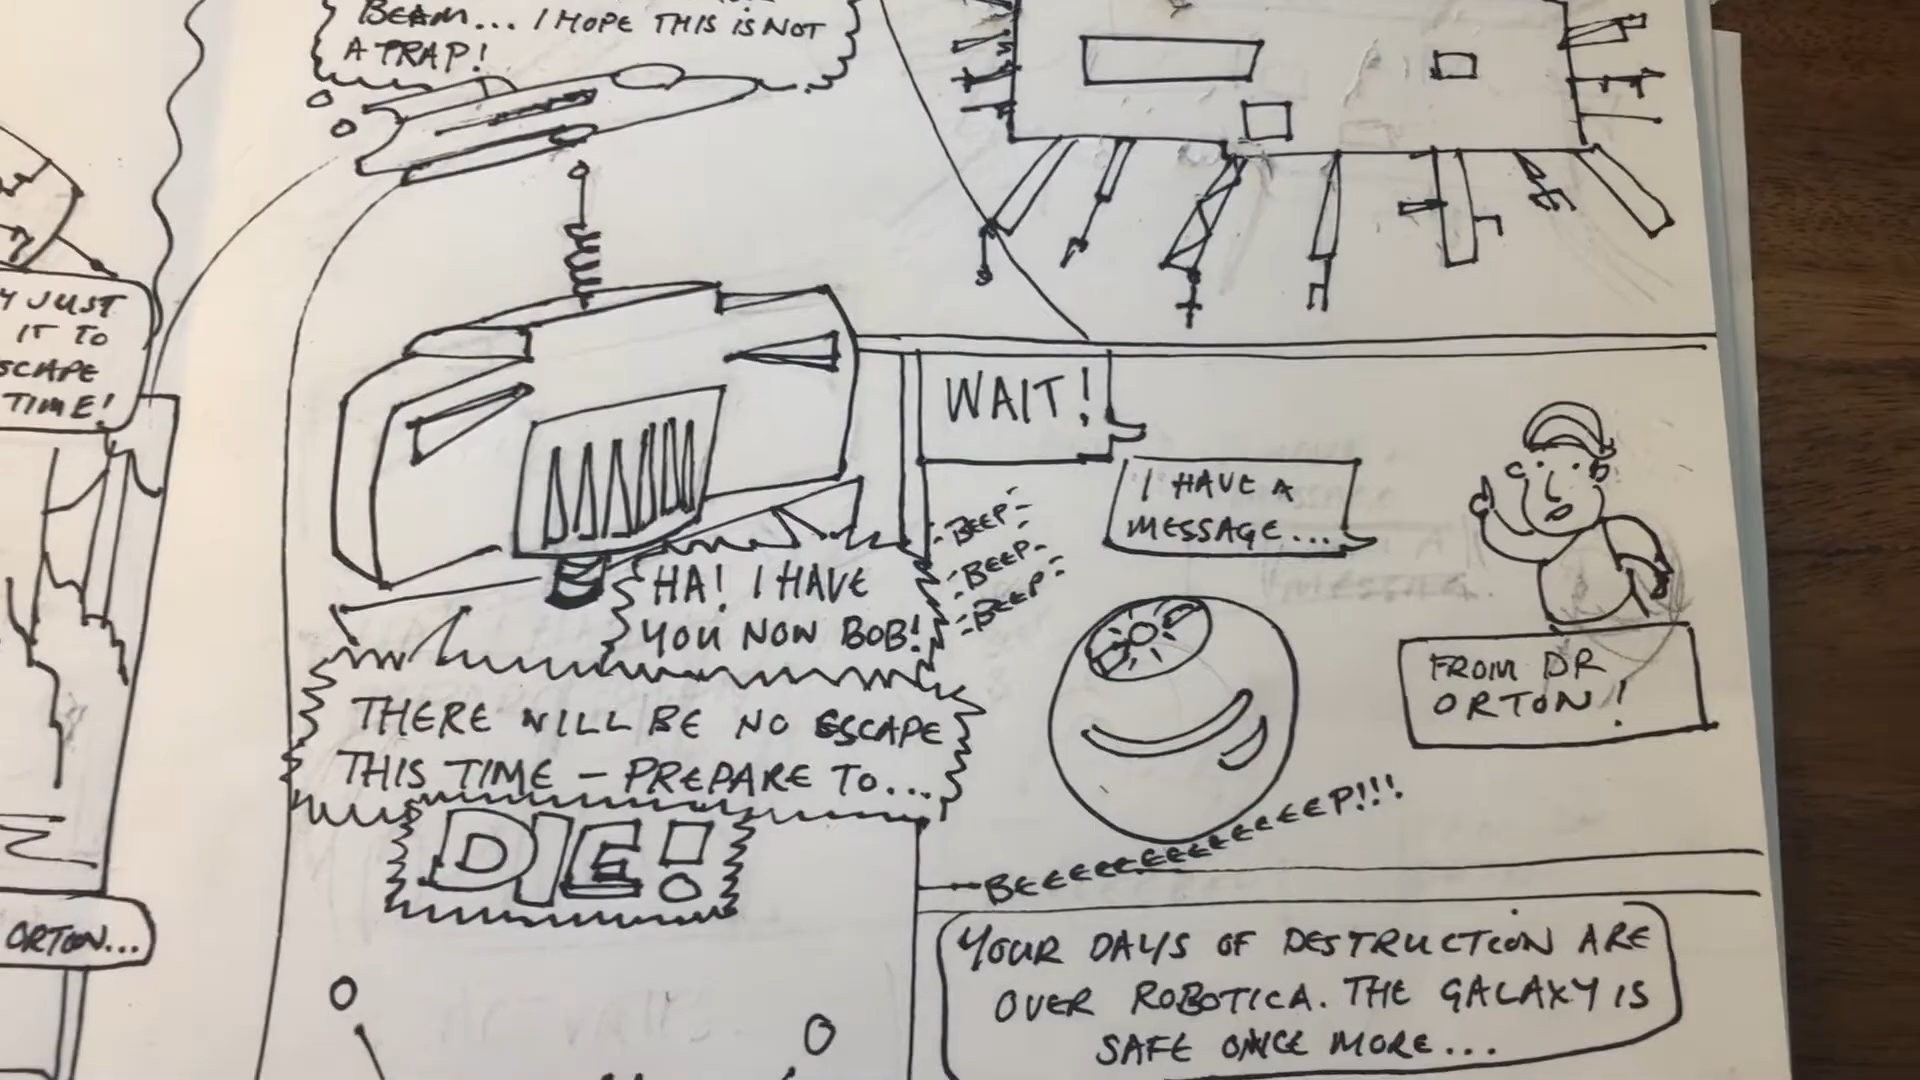 BEAM... I HOPE THIS IS NOT
A TRAP!
JUST
IT TO
TIME!
ORTON...
HA! I HAVE
YOU NOW BOB!
THERE WILL BE NO ESCAPE
THIS TIME - PREPARE TO...
DIE!
WAIT!
I HAVE A
MESSAGE...
FROM DR
ORTON!
-BEEP-
-BEEP-
-BEEP-
BEEEEEEEEEEEEEEP!!!
YOUR DAYS OF DESTRUCTION ARE
OVER ROBOTICA. THE GALAXY IS
SAFE ONCE MORE...